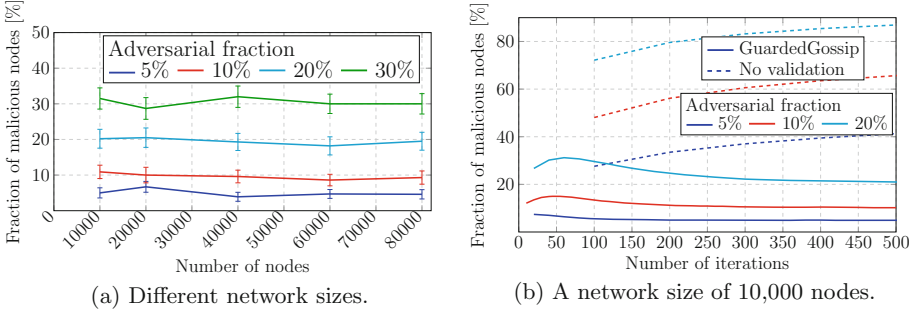 Fraction of malicious nodes [%]
50
40
30
20
10
Adversarial fraction
5% 10% 20% 30%
0 10000 20000 30000 40000 50000 60000 70000 80000
Number of nodes
(a) Different network sizes.
Fraction of malicious nodes [%]
80
60
40
20
GuardedGossip
No validation
Adversarial fraction
5% 10% 20%
0 50 100 150 200 250 300 350 400 450 500
Number of iterations
(b) A network size of 10,000 nodes.